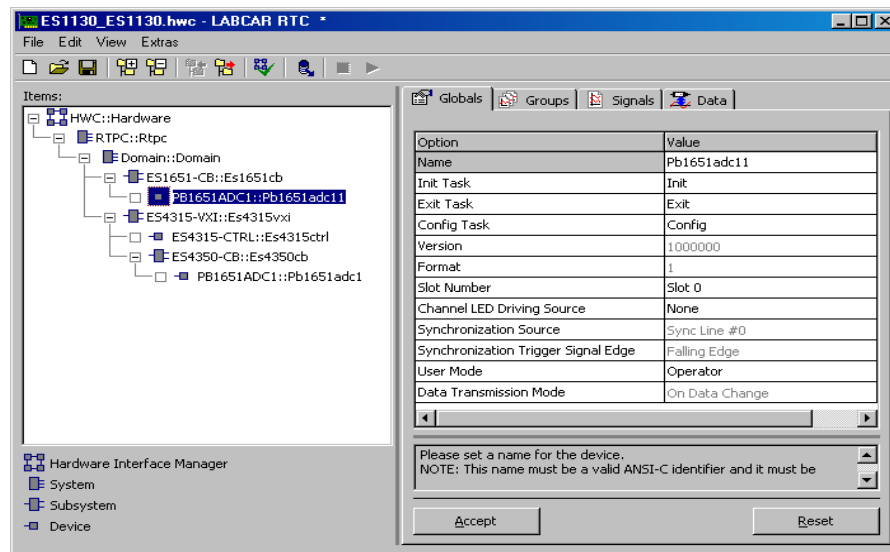 ES1130_ES1130.hwc - LABCAR RTC *
File Edit View Extras
Items:
HWC::Hardware
RTPC::Rtpc
Domain::Domain
ES1651-CB::Es1651cb
PB1651ADC1::Pb1651adc11
ES4315-VXI::Es4315vxi
ES4315-CTRL::Es4315ctrl
ES4350-CB::Es4350cb
PB1651ADC1::Pb1651adc1
Hardware Interface Manager
System
Subsystem
Device
Globals Groups Signals Data
Option Value
Name Pb1651adc11
Init Task Init
Exit Task Exit
Config Task Config
Version 1000000
Format 1
Slot Number Slot 0
Channel LED Driving Source None
Synchronization Source Sync Line #0
Synchronization Trigger Signal Edge Falling Edge
User Mode Operator
Data Transmission Mode On Data Change
Please set a name for the device.
NOTE: This name must be a valid ANSI-C identifier and it must be
Accept Reset